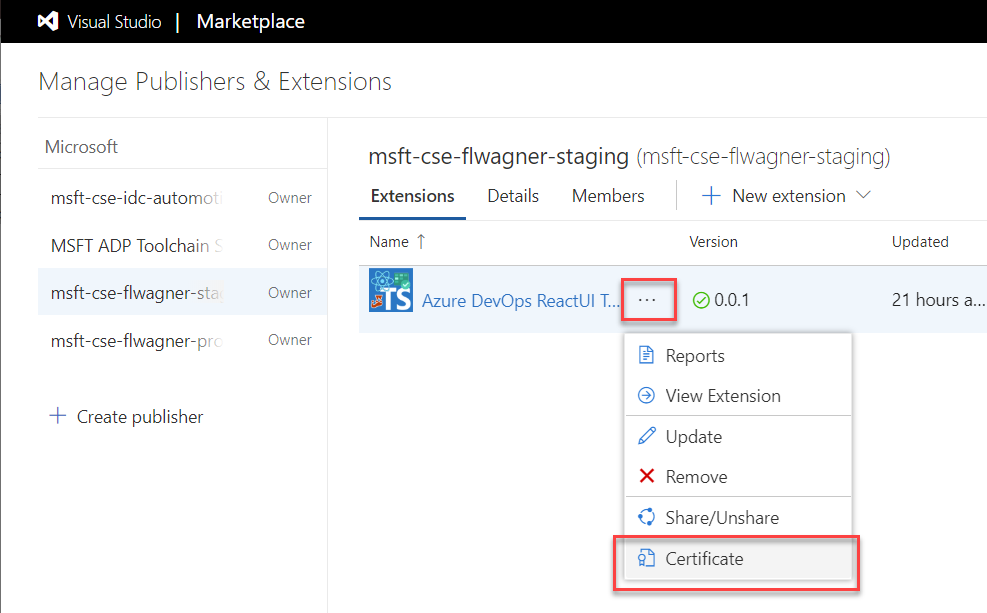 Visual Studio | Marketplace
Manage Publishers & Extensions
Microsoft
msft-cse-idc-automoti Owner
MSFT ADP Toolchain S Owner
msft-cse-flwagner-stag Owner
msft-cse-flwagner-pro Owner
+ Create publisher
msft-cse-flwagner-staging (msft-cse-flwagner-staging)
Extensions Details Members + New extension
Name ↑ Version Updated
TS Azure DevOps ReactUI T... ... 0.0.1 21 hours a...
Reports
View Extension
Update
Remove
Share/Unshare
Certificate